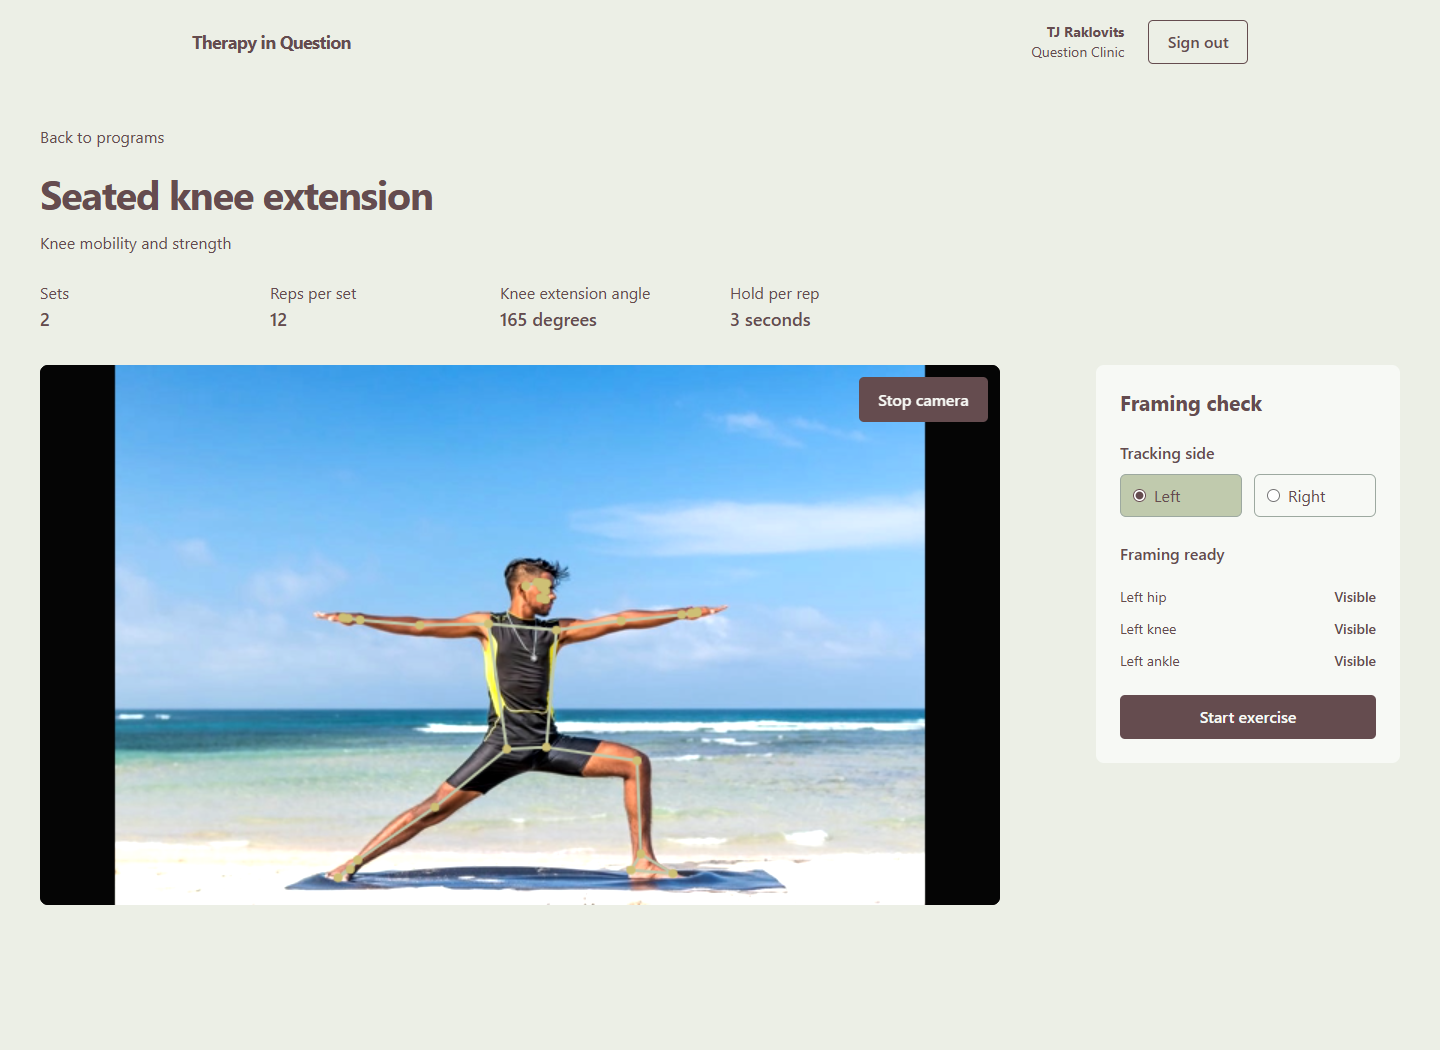 Therapy in Question
TJ Raklovits
Question Clinic
Sign out
Back to programs
Seated knee extension
Knee mobility and strength
Sets
2
Reps per set
12
Knee extension angle
165 degrees
Hold per rep
3 seconds
Stop camera
Framing check
Tracking side
Left
Right
Framing ready
Left hip Visible
Left knee Visible
Left ankle Visible
Start exercise